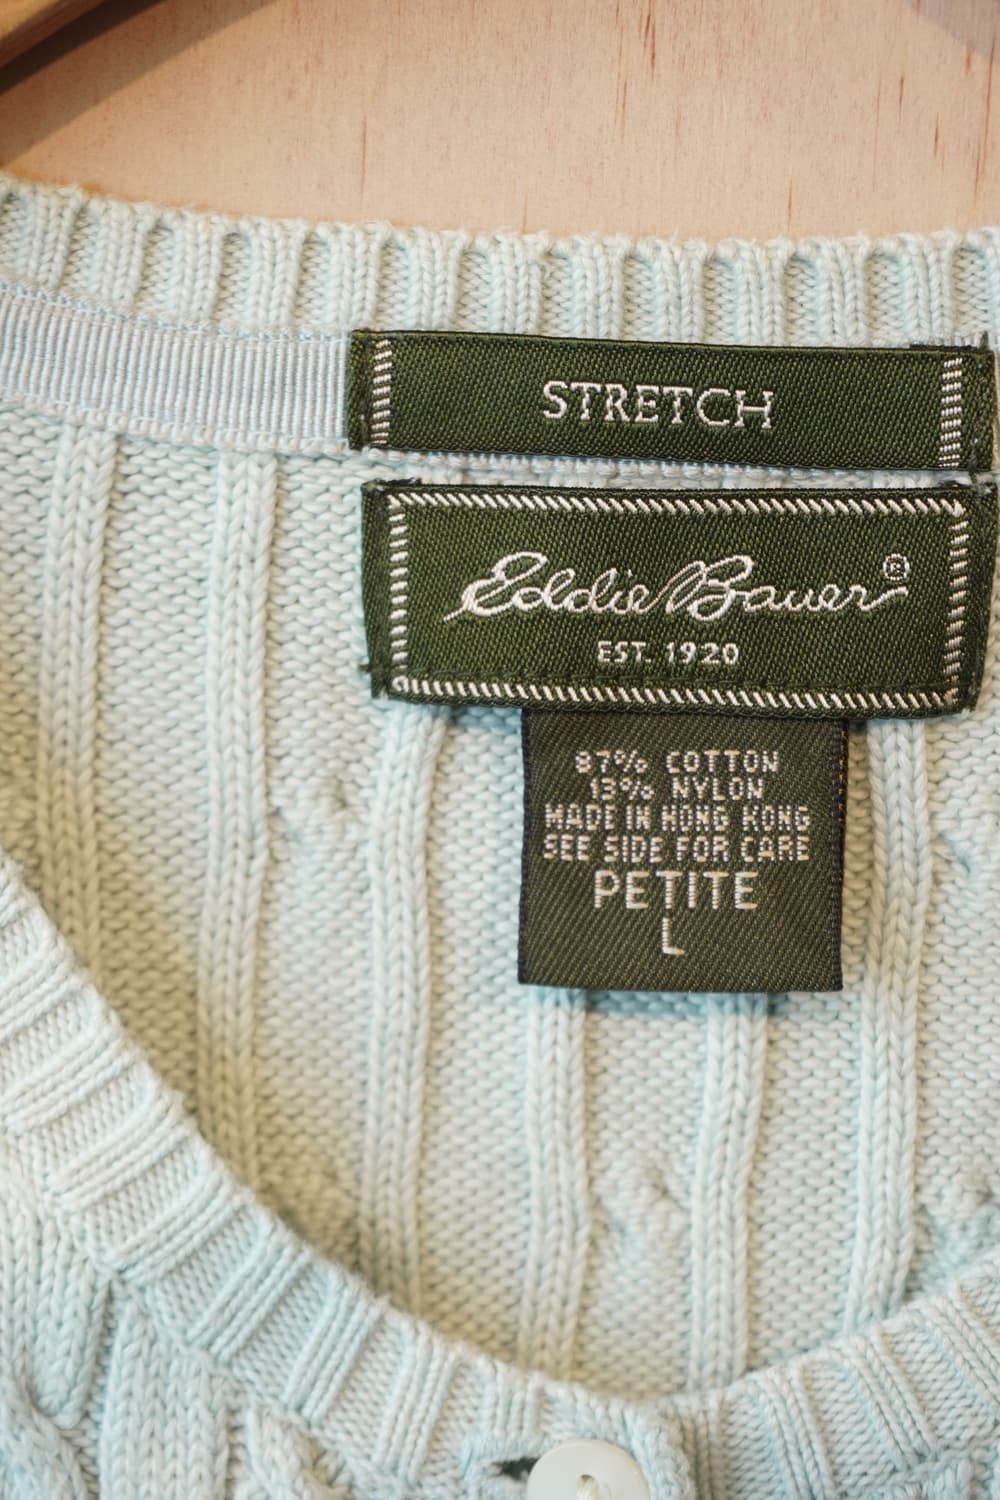 STRETCH
Eddie Bauer®
EST. 1920
87% COTTON
13% NYLON
MADE IN HONG KONG
SEE SIDE FOR CARE
PETITE
L